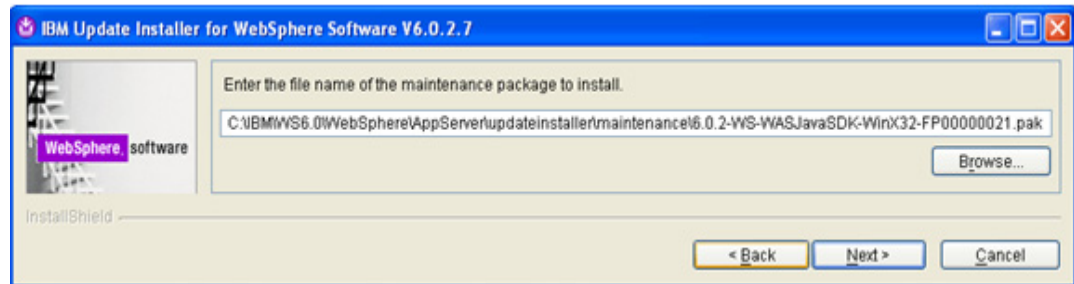 IBM Update Installer for WebSphere Software V6.0.2.7
Enter the file name of the maintenance package to install.
C:\IBM\WS6.0\WebSphere\AppServer\updateinstaller\maintenance\6.0.2-WS-WASJavaSDK-WinX32-FP00000021.pak
WebSphere. software
Browse...
InstallShield
< Back Next > Cancel